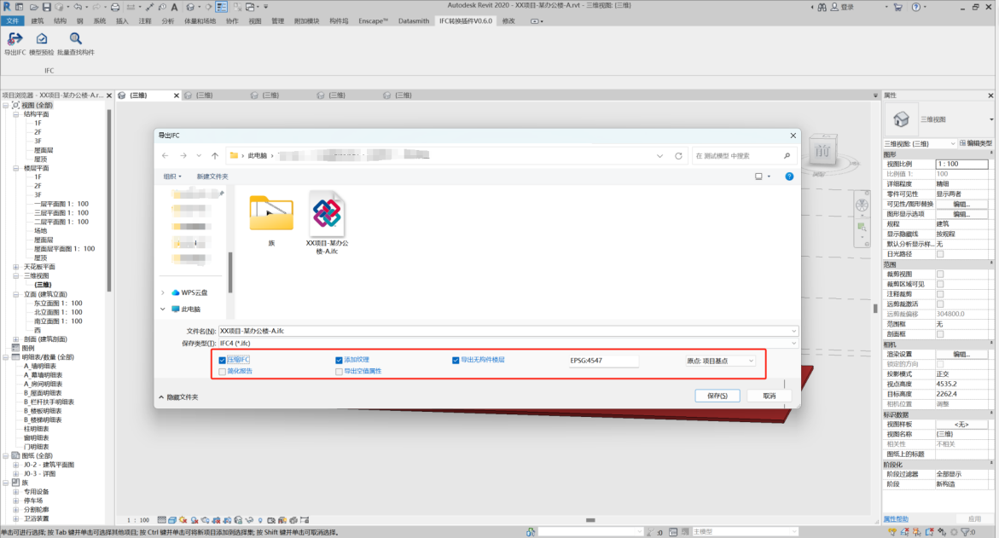 Autodesk Revit 2020 - XX项目-某办公楼-A.rvt - 三维视图: {三维}
登录
文件 建筑 结构 钢 系统 插入 注释 分析 体量和场地 协作 视图 管理 附加模块 构件坞 Enscape™ Datasmith IFC转换插件V0.6.0 修改
导出IFC 模型预检 批量查找构件
IFC
项目浏览器 - XX项目-某办公楼-A.r...
视图 (全部)
结构平面
1F
2F
3F
屋面层
屋顶
楼层平面
1F
2F
3F
一层平面图 1：100
三层平面图 1：100
二层平面图 1：100
场地
屋面层
屋面层平面图 1：100
屋顶
天花板平面
三维视图
{三维}
立面 (建筑立面)
东立面图 1：100
北立面图 1：100
南立面图 1：100
西
剖面 (建筑剖面)
图例
明细表/数量 (全部)
A_墙明细表
A_幕墙明细表
A_房间明细表
B_屋面明细表
B_栏杆扶手明细表
B_楼板明细表
B_楼梯明细表
柱明细表
窗明细表
门明细表
图纸 (全部)
J0-2 - 建筑平面图
J0-3 - 详图
族
专用设备
停车场
分割轮廓
卫浴装置
{三维} {三维} {三维} {三维} {三维}
导出IFC
此电脑
在 测试模型 中搜索
组织 新建文件夹
WPS云盘
此电脑
族
XX项目-某办公
楼-A.ifc
文件名(N): XX项目-某办公楼-A.ifc
保存类型(T): IFC4 (*.ifc)
压缩IFC 添加纹理 导出无构件楼层 EPSG:4547 原点: 项目基点
简化报告 导出空值属性
隐藏文件夹
保存(S) 取消
前
1 : 100
属性
三维视图
三维视图: {三维} 编辑类型
图形
视图比例 1 : 100
比例值 1: 100
详细程度 精细
零件可见性 显示两者
可见性/图形替换 编辑...
图形显示选项 编辑...
规程 建筑
显示隐藏线 按规程
默认分析显示样... 无
日光路径
范围
裁剪视图
裁剪区域可见
注释裁剪
远剪裁激活
远剪裁偏移 304800.0
范围框 无
剖面框
相机
渲染设置 编辑...
锁定的方向
投影模式 正交
视点高度 4535.2
目标高度 2262.4
相机位置 调整
标识数据
视图样板 <无>
视图名称 {三维}
相关性 不相关
图纸上的标题
阶段化
阶段过滤器 全部显示
阶段 新构造
属性帮助 应用
单击可进行选择; 按 Tab 键并单击可选择其他项目; 按 Ctrl 键并单击可将新项目添加到选择集; 按 Shift 键并单击可取消选择。
:0 主模型 :0